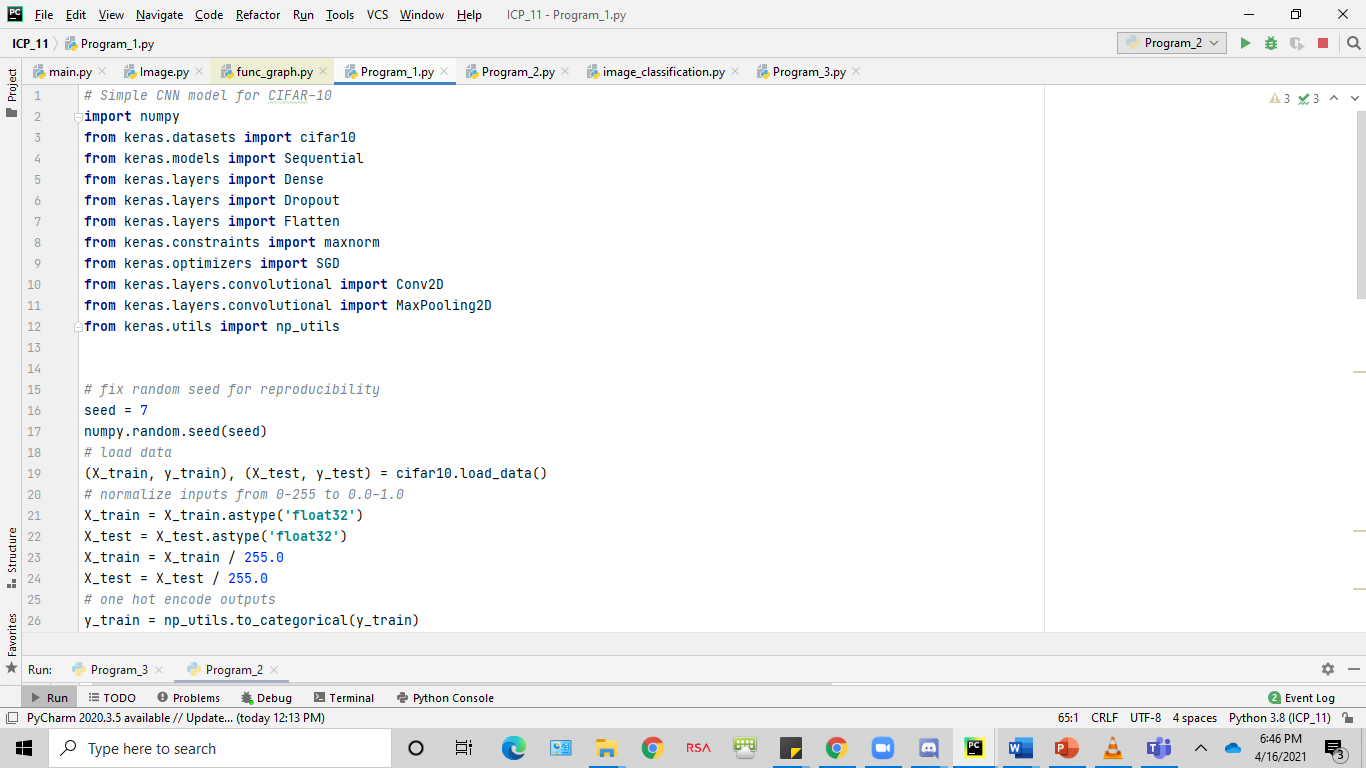 PC File Edit View Navigate Code Refactor Run Tools VCS Window Help ICP_11 - Program_1.py
ICP_11 Program_1.py Program_2
main.py Image.py func_graph.py Program_1.py Program_2.py image_classification.py Program_3.py
Project
3 3
1 # Simple CNN model for CIFAR-10
2 import numpy
3 from keras.datasets import cifar10
4 from keras.models import Sequential
5 from keras.layers import Dense
6 from keras.layers import Dropout
7 from keras.layers import Flatten
8 from keras.constraints import maxnorm
9 from keras.optimizers import SGD
10 from keras.layers.convolutional import Conv2D
11 from keras.layers.convolutional import MaxPooling2D
12 from keras.utils import np_utils
13
14
15 # fix random seed for reproducibility
16 seed = 7
17 numpy.random.seed(seed)
18 # load data
19 (X_train, y_train), (X_test, y_test) = cifar10.load_data()
20 # normalize inputs from 0-255 to 0.0-1.0
21 X_train = X_train.astype('float32')
22 X_test = X_test.astype('float32')
23 X_train = X_train / 255.0
24 X_test = X_test / 255.0
25 # one hot encode outputs
26 y_train = np_utils.to_categorical(y_train)
Structure
Favorites
Run: Program_3 Program_2
Run TODO Problems Debug Terminal Python Console 2 Event Log
PyCharm 2020.3.5 available // Update... (today 12:13 PM) 65:1 CRLF UTF-8 4 spaces Python 3.8 (ICP_11)
Type here to search RSA PC 6:46 PM
4/16/2021 3